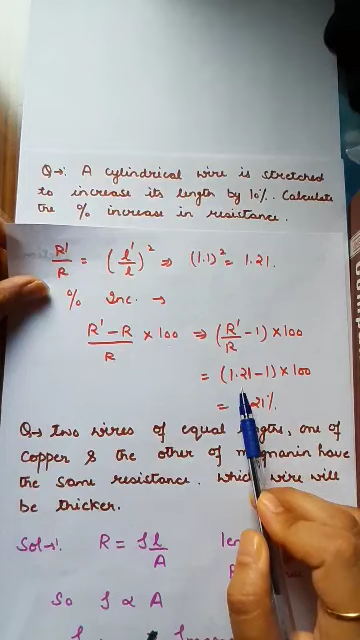 Q→: A cylindrical wire is stretched
to increase its length by 10%. Calculate
the % increase in resistance.
R'/R = (l'/l)² ⇒ (1.1)² = 1.21.
% Inc. →
R' - R / R × 100 ⇒ (R'/R - 1) × 100
= (1.21 - 1) × 100
= 21%.
Q→: Two wires of equal lengths, one of
Copper & the other of manganin have
the same resistance. Which wire will
be thicker.
Sol→: R = ρ l/A
So ρ ∝ A